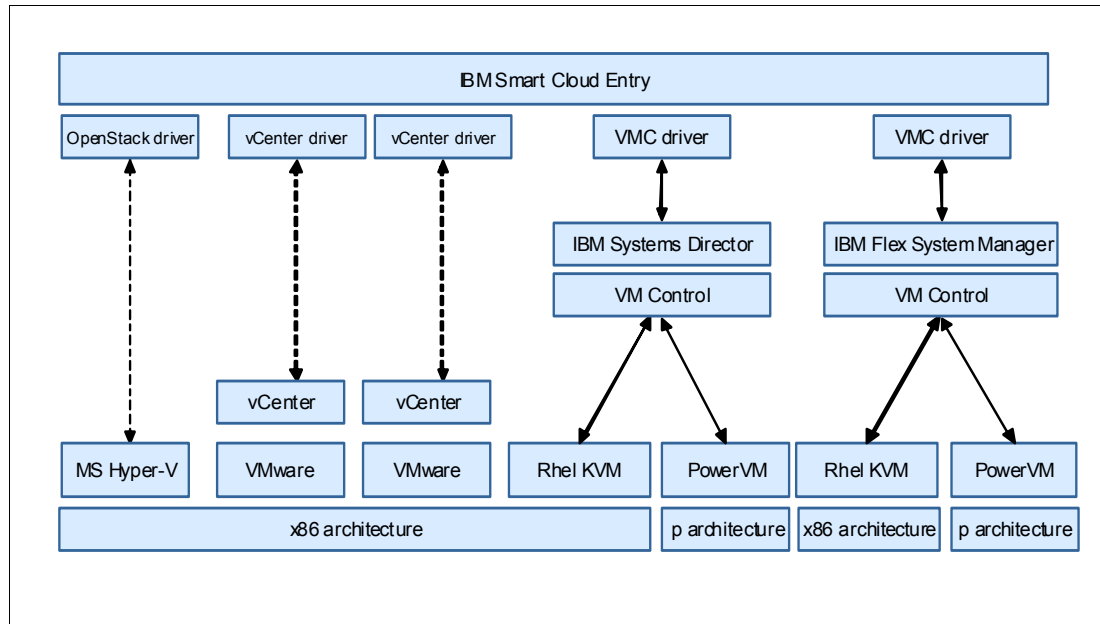 IBM Smart Cloud Entry
OpenStack driver
vCenter driver
vCenter driver
VMC driver
VMC driver
IBM Systems Director
IBM Flex System Manager
VM Control
VM Control
vCenter
vCenter
MS Hyper-V
VMware
VMware
Rhel KVM
PowerVM
Rhel KVM
PowerVM
x86 architecture
p architecture
x86 architecture
p architecture